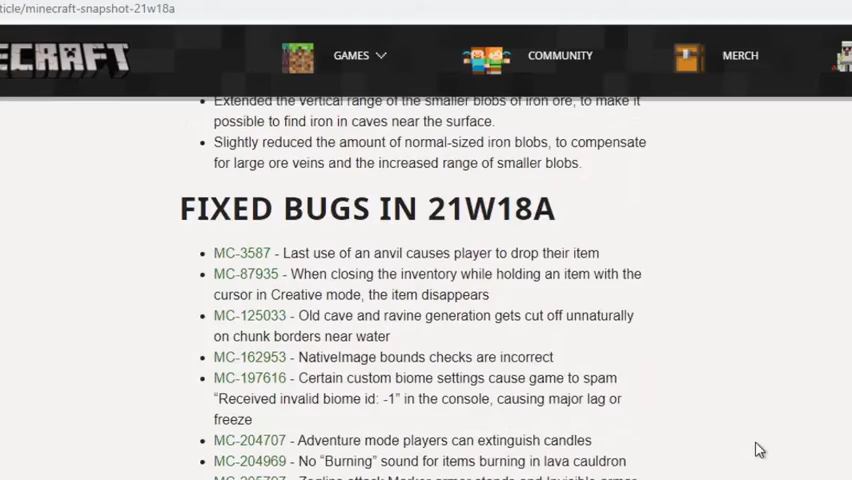 ticle/minecraft-snapshot-21w18a
ECRAFT GAMES COMMUNITY MERCH
Extended the vertical range of the smaller blobs of iron ore, to make it
possible to find iron in caves near the surface.
Slightly reduced the amount of normal-sized iron blobs, to compensate
for large ore veins and the increased range of smaller blobs.
FIXED BUGS IN 21W18A
MC-3587 - Last use of an anvil causes player to drop their item
MC-87935 - When closing the inventory while holding an item with the
cursor in Creative mode, the item disappears
MC-125033 - Old cave and ravine generation gets cut off unnaturally
on chunk borders near water
MC-162953 - NativeImage bounds checks are incorrect
MC-197616 - Certain custom biome settings cause game to spam
“Received invalid biome id: -1” in the console, causing major lag or
freeze
MC-204707 - Adventure mode players can extinguish candles
MC-204969 - No “Burning” sound for items burning in lava cauldron